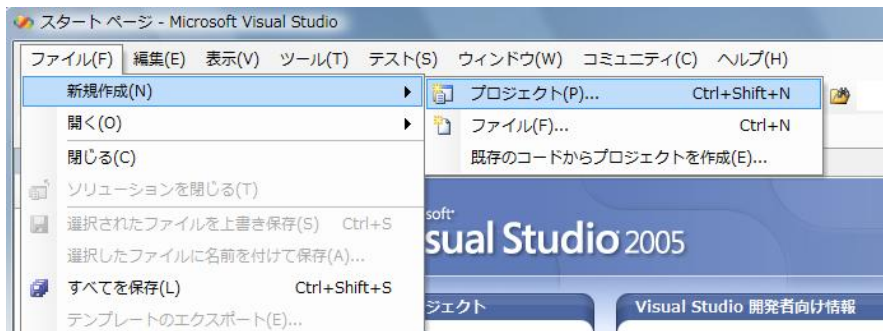 スタート ページ - Microsoft Visual Studio
ファイル(F) 編集(E) 表示(V) ツール(T) テスト(S) ウィンドウ(W) コミュニティ(C) ヘルプ(H)
新規作成(N)
プロジェクト(P)... Ctrl+Shift+N
開く(O)
ファイル(F)... Ctrl+N
閉じる(C)
既存のコードからプロジェクトを作成(E)...
ソリューションを閉じる(T)
選択されたファイルを上書き保存(S) Ctrl+S
選択したファイルに名前を付けて保存(A)...
すべてを保存(L) Ctrl+Shift+S
テンプレートのエクスポート(E)...
soft
sual Studio 2005
ジェクト
Visual Studio 開発者向け情報